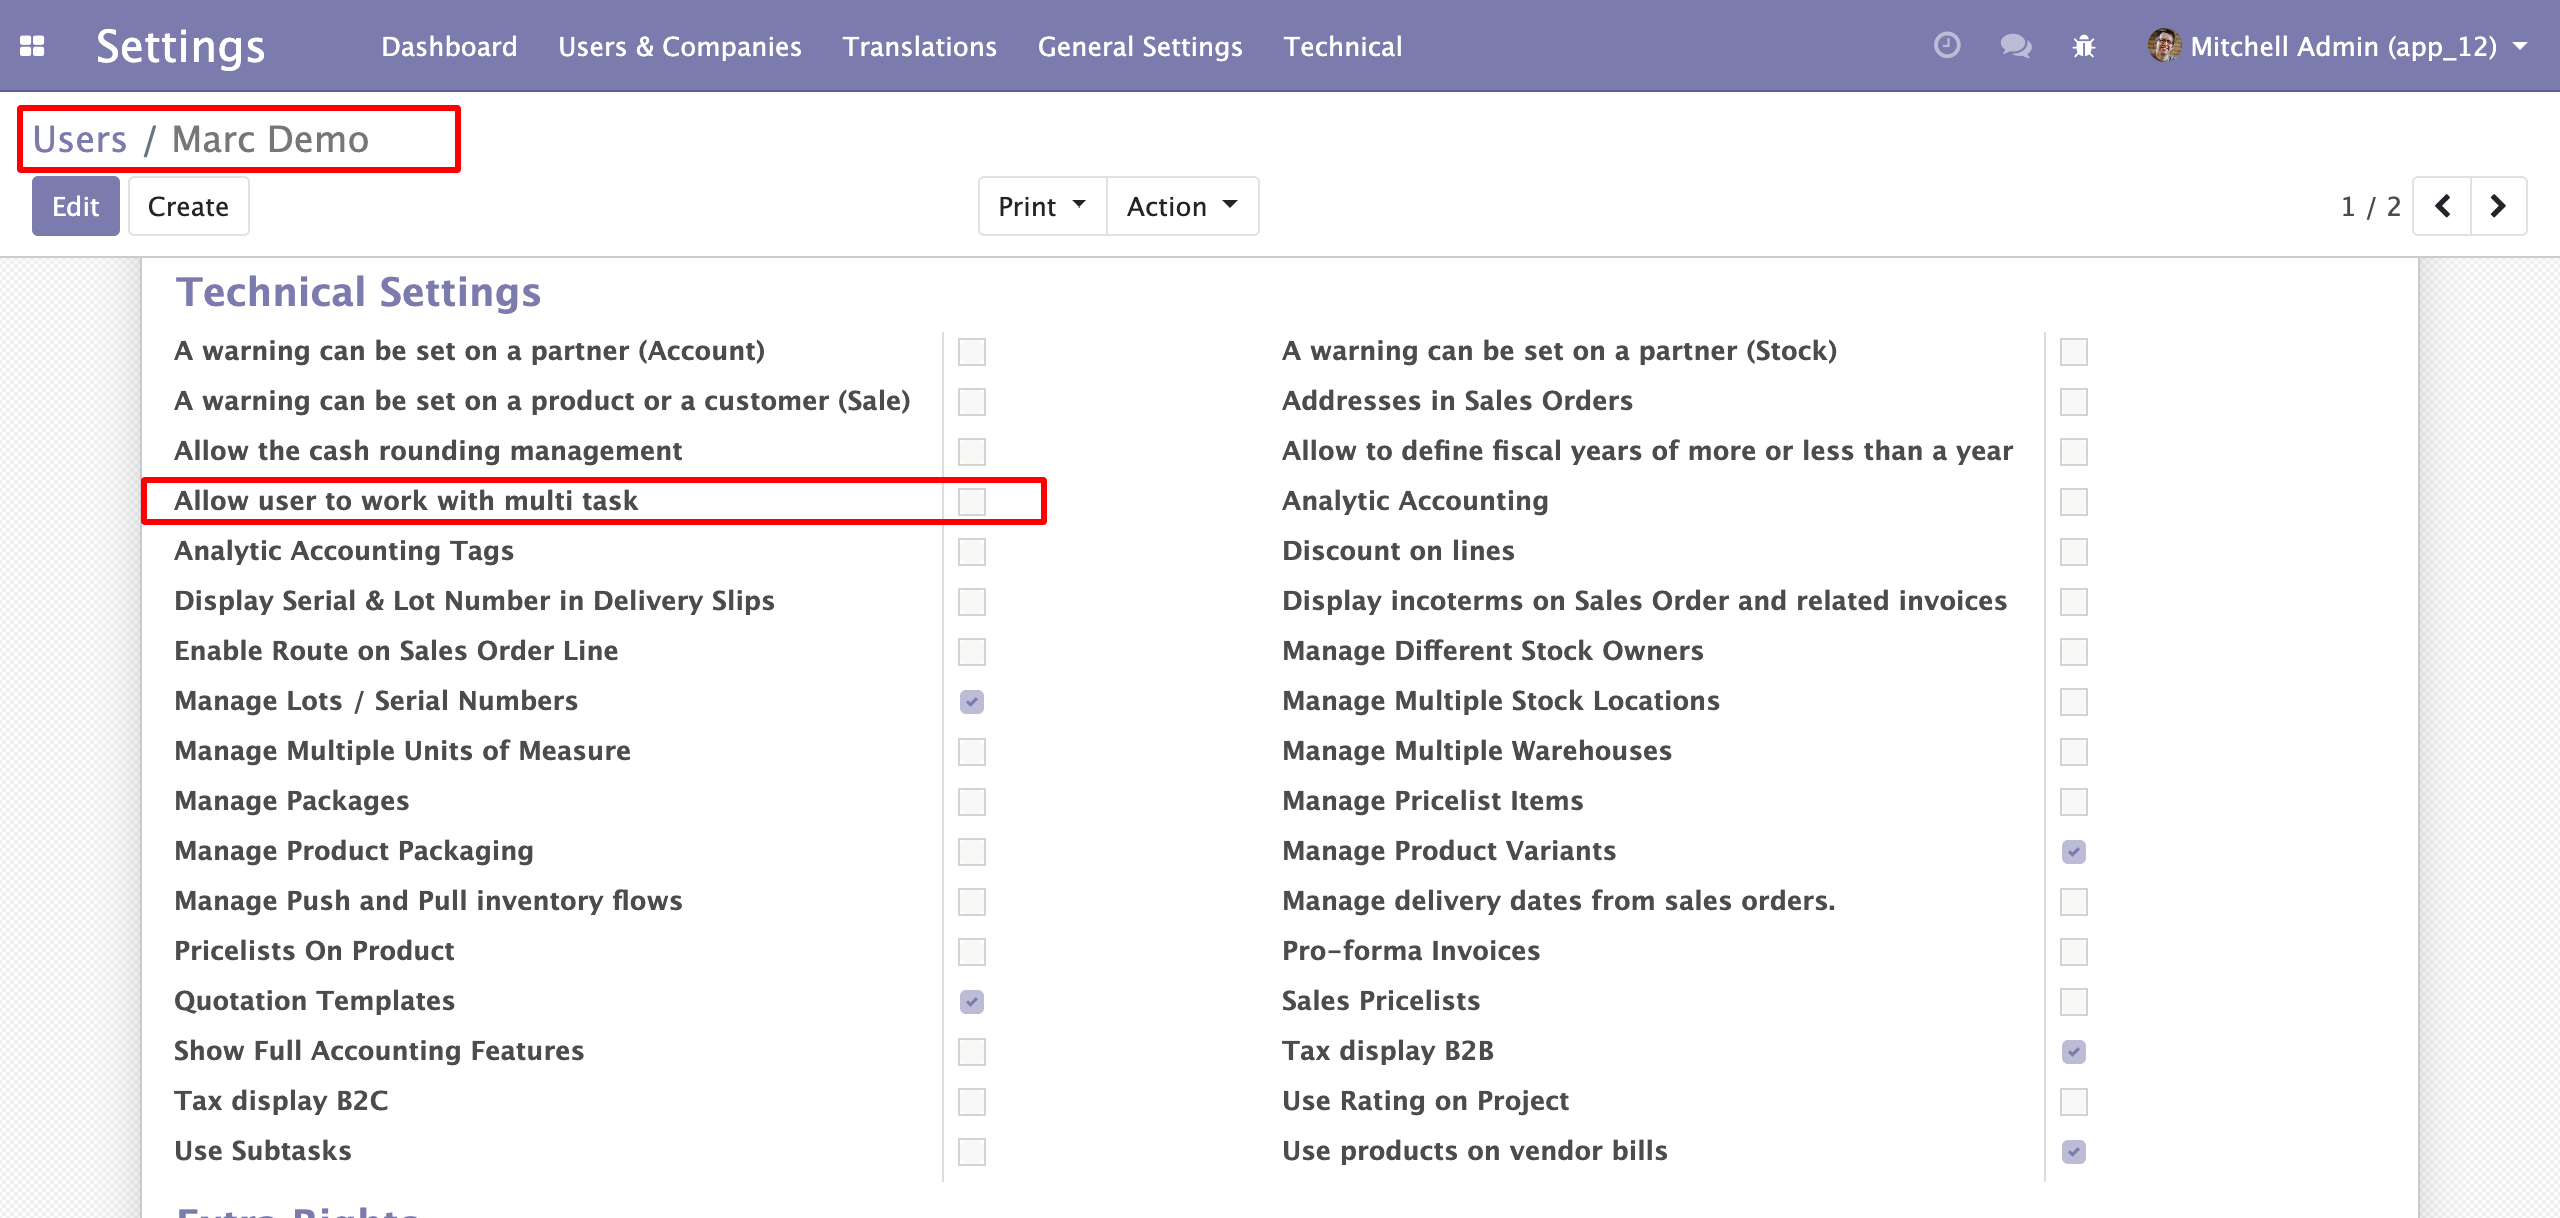 Settings Dashboard Users & Companies Translations General Settings Technical Mitchell Admin (app_12)
Users / Marc Demo
Edit Create Print Action 1 / 2
Technical Settings
A warning can be set on a partner (Account) A warning can be set on a partner (Stock)
A warning can be set on a product or a customer (Sale) Addresses in Sales Orders
Allow the cash rounding management Allow to define fiscal years of more or less than a year
Allow user to work with multi task Analytic Accounting
Analytic Accounting Tags Discount on lines
Display Serial & Lot Number in Delivery Slips Display incoterms on Sales Order and related invoices
Enable Route on Sales Order Line Manage Different Stock Owners
Manage Lots / Serial Numbers Manage Multiple Stock Locations
Manage Multiple Units of Measure Manage Multiple Warehouses
Manage Packages Manage Pricelist Items
Manage Product Packaging Manage Product Variants
Manage Push and Pull inventory flows Manage delivery dates from sales orders.
Pricelists On Product Pro-forma Invoices
Quotation Templates Sales Pricelists
Show Full Accounting Features Tax display B2B
Tax display B2C Use Rating on Project
Use Subtasks Use products on vendor bills
Extra Rights